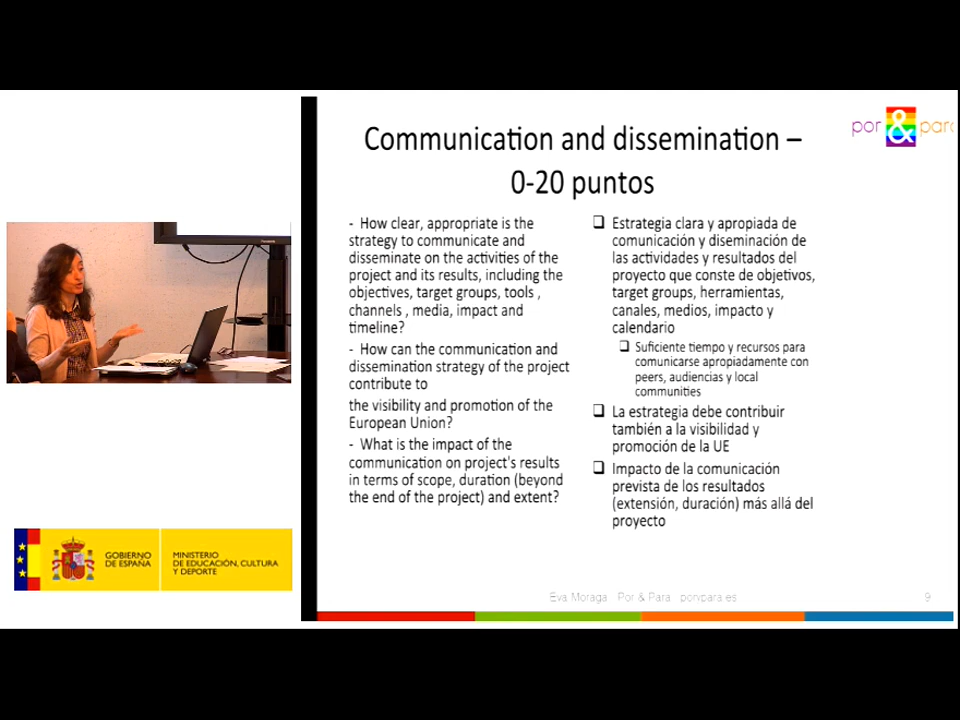 por & para
Communication and dissemination –
0-20 puntos
- How clear, appropriate is the
strategy to communicate and
disseminate on the activities of the
project and its results, including the
objectives, target groups, tools ,
channels , media, impact and
timeline?
- How can the communication and
dissemination strategy of the project
contribute to
the visibility and promotion of the
European Union?
- What is the impact of the
communication on project's results
in terms of scope, duration (beyond
the end of the project) and extent?
❑ Estrategia clara y apropiada de
comunicación y diseminación de
las actividades y resultados del
proyecto que conste de objetivos,
target groups, herramientas,
canales, medios, impacto y
calendario
❑ Suficiente tiempo y recursos para
comunicarse apropiadamente con
peers, audiencias y local
communities
❑ La estrategia debe contribuir
también a la visibilidad y
promoción de la UE
❑ Impacto de la comunicación
prevista de los resultados
(extensión, duración) más allá del
proyecto
GOBIERNO
DE ESPAÑA
MINISTERIO
DE EDUCACIÓN, CULTURA
Y DEPORTE
Eva Moraga Por & Para porypara.es
9